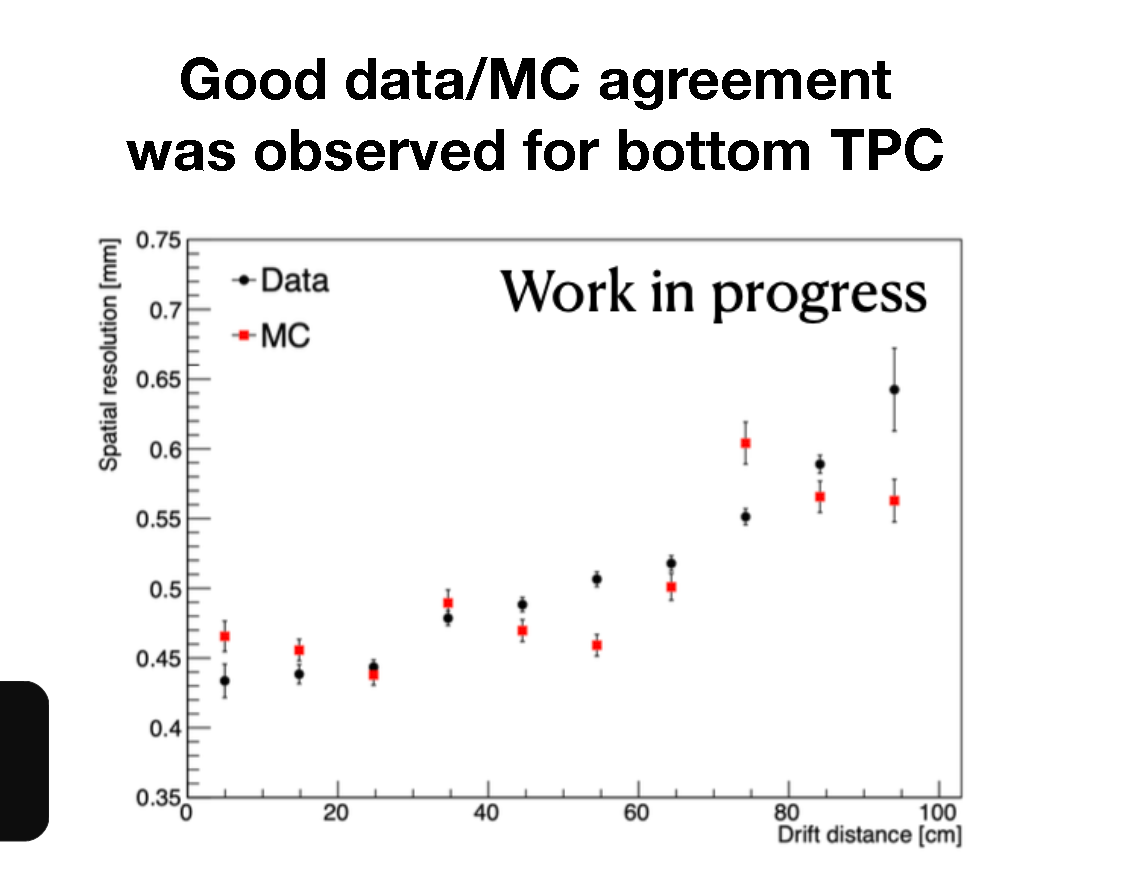 Good data/MC agreement
was observed for bottom TPC
Spatial resolution [mm]
0.75
0.7
0.65
0.6
0.55
0.5
0.45
0.4
0.35
Data
MC
Work in progress
0 20 40 60 80 100
Drift distance [cm]